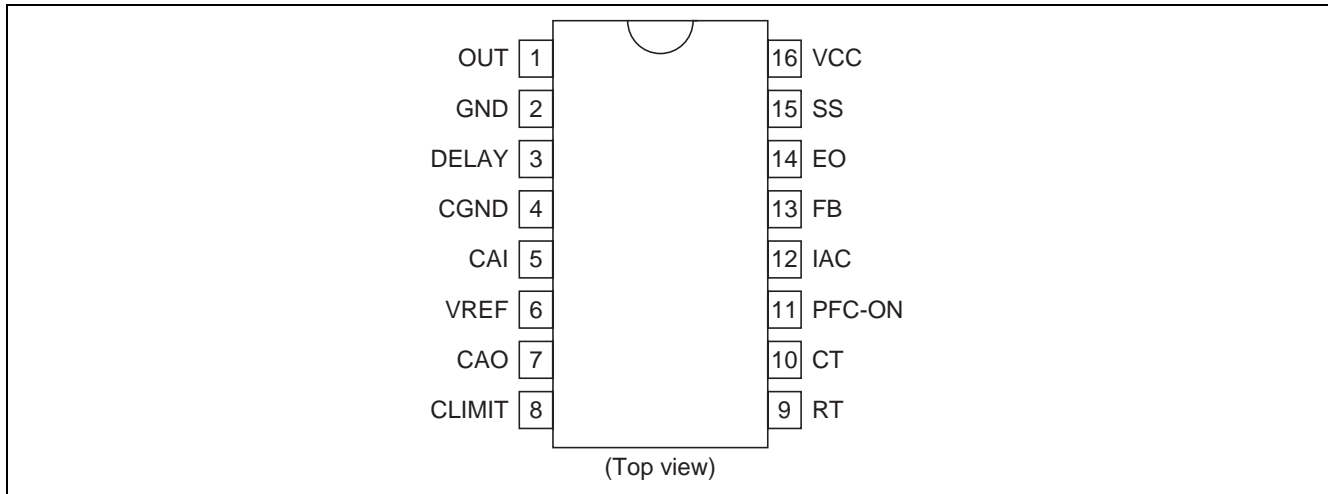 OUT 1 16 VCC
GND 2 15 SS
DELAY 3 14 EO
CGND 4 13 FB
CAI 5 12 IAC
VREF 6 11 PFC-ON
CAO 7 10 CT
CLIMIT 8 9 RT
(Top view)